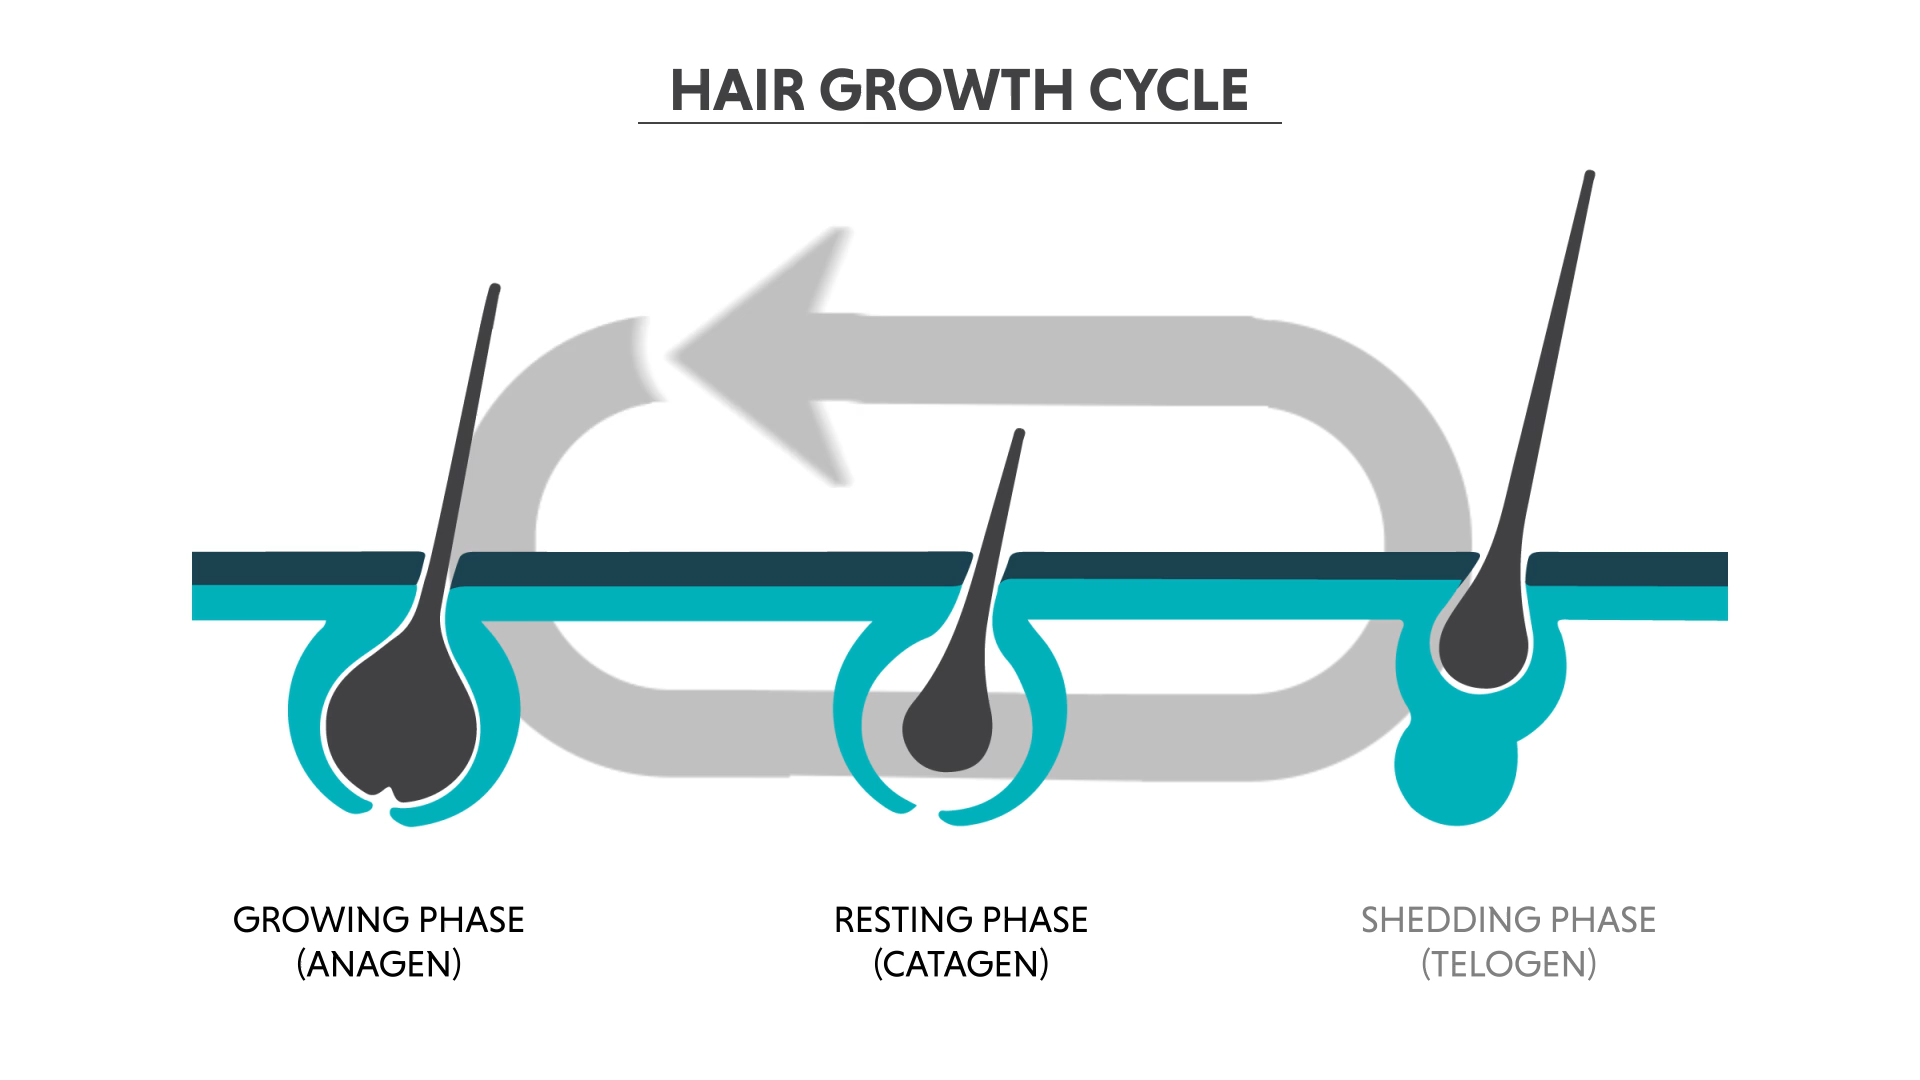 HAIR GROWTH CYCLE
GROWING PHASE
(ANAGEN)
RESTING PHASE
(CATAGEN)
SHEDDING PHASE
(TELOGEN)